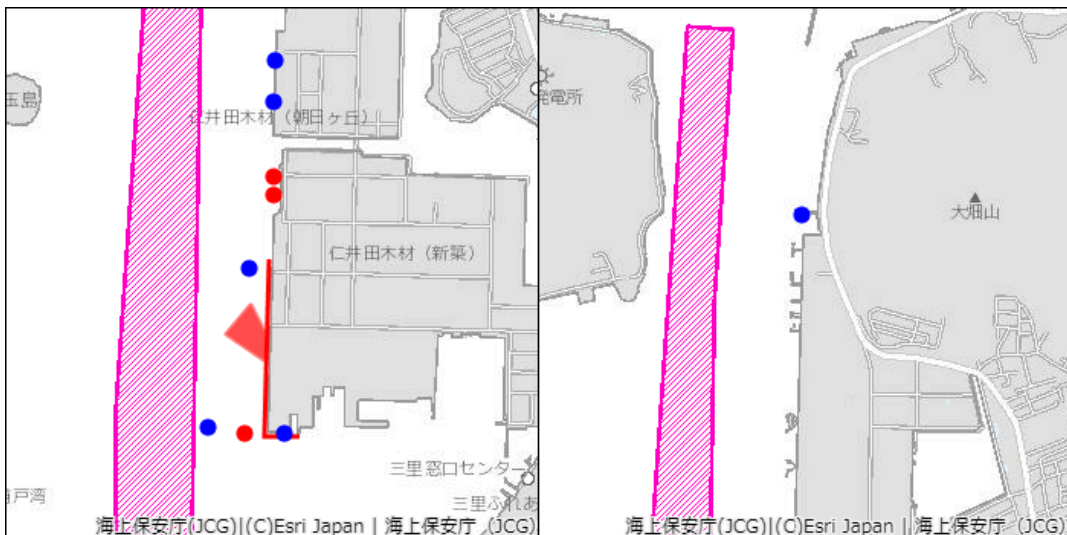 玉島
仁井田木材（朝日ヶ丘）
仁井田木材（新築）
三里窓口センター
三里ふれあ
戸湾
海上保安庁(JCG)|(C)Esri Japan | 海上保安庁 (JCG)
発電所
大畑山
海上保安庁(JCG)|(C)Esri Japan | 海上保安庁 (JCG)